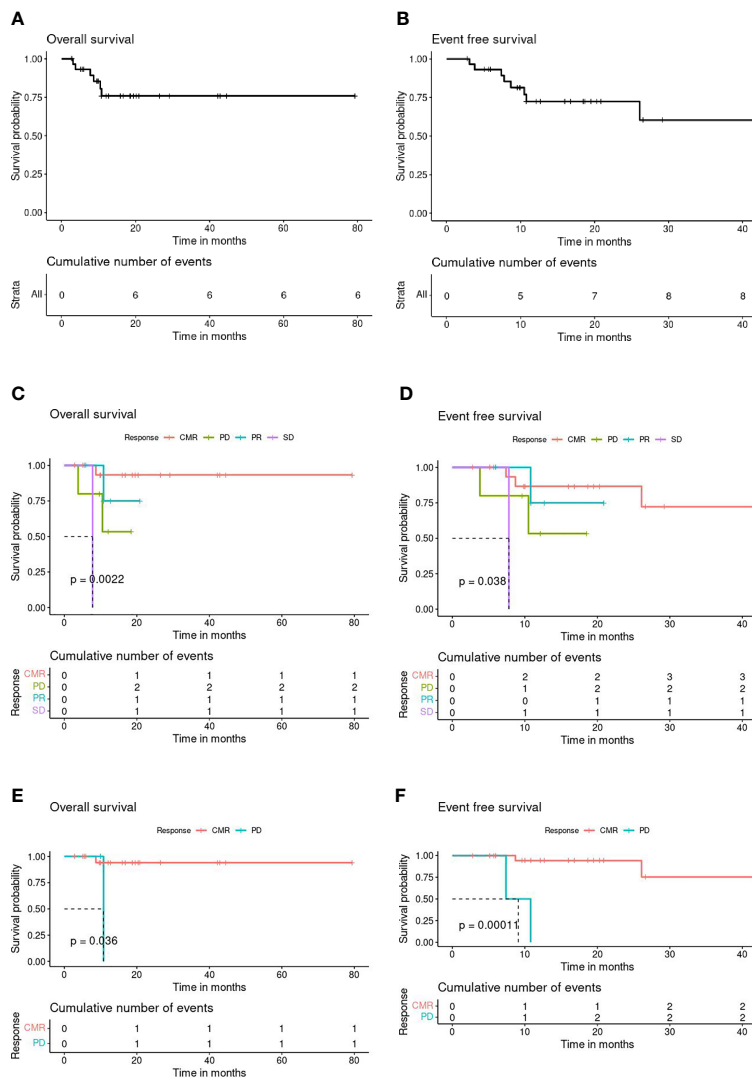 A
Overall survival
1.00
0.75
0.50
0.25
0.00
Survival probability
0 20 40 60 80
Time in months
Cumulative number of events
Strata
All 0 6 6 6 6
0 20 40 60 80
Time in months
B
Event free survival
1.00
0.75
0.50
0.25
0.00
Survival probability
0 10 20 30 40
Time in months
Cumulative number of events
Strata
All 0 5 7 8 8
0 10 20 30 40
Time in months
C
Overall survival
Response CMR PD PR SD
1.00
0.75
0.50
0.25
0.00
Survival probability
p = 0.0022
0 20 40 60 80
Time in months
Cumulative number of events
Response
CMR 0 1 1 1 1
PD 0 2 2 2 2
PR 0 1 1 1 1
SD 0 1 1 1 1
0 20 40 60 80
Time in months
D
Event free survival
Response CMR PD PR SD
1.00
0.75
0.50
0.25
0.00
Survival probability
p = 0.038
0 10 20 30 40
Time in months
Cumulative number of events
Response
CMR 0 2 2 3 3
PD 0 1 2 2 2
PR 0 0 1 1 1
SD 0 1 1 1 1
0 10 20 30 40
Time in months
E
Overall survival
Response CMR PD
1.00
0.75
0.50
0.25
0.00
Survival probability
p = 0.036
0 20 40 60 80
Time in months
Cumulative number of events
Response
CMR 0 1 1 1 1
PD 0 1 1 1 1
0 20 40 60 80
Time in months
F
Event free survival
Response CMR PD
1.00
0.75
0.50
0.25
0.00
Survival probability
p = 0.00011
0 10 20 30 40
Time in months
Cumulative number of events
Response
CMR 0 1 1 2 2
PD 0 1 2 2 2
0 10 20 30 40
Time in months